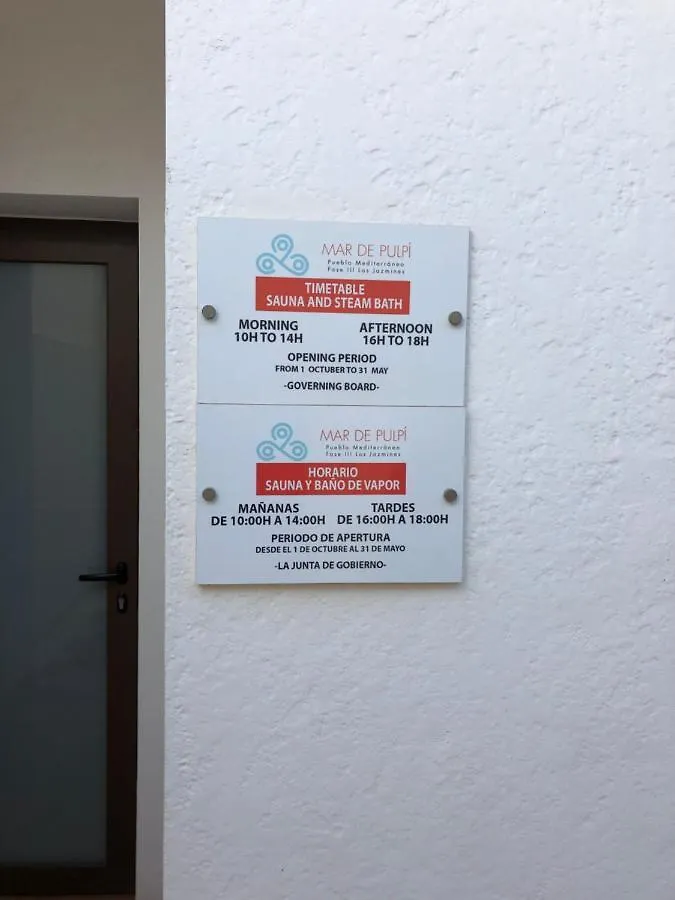 MAR DE PULPÍ
Pueblo Mediterráneo
Fase III Los Jazmines
TIMETABLE
SAUNA AND STEAM BATH
MORNING
10H TO 14H
AFTERNOON
16H TO 18H
OPENING PERIOD
FROM 1 OCTUBER TO 31 MAY
-GOVERNING BOARD-
MAR DE PULPÍ
Pueblo Mediterráneo
Fase III Los Jazmines
HORARIO
SAUNA Y BAÑO DE VAPOR
MAÑANAS
DE 10:00H A 14:00H
TARDES
DE 16:00H A 18:00H
PERIODO DE APERTURA
DESDE EL 1 DE OCTUBRE AL 31 DE MAYO
-LA JUNTA DE GOBIERNO-